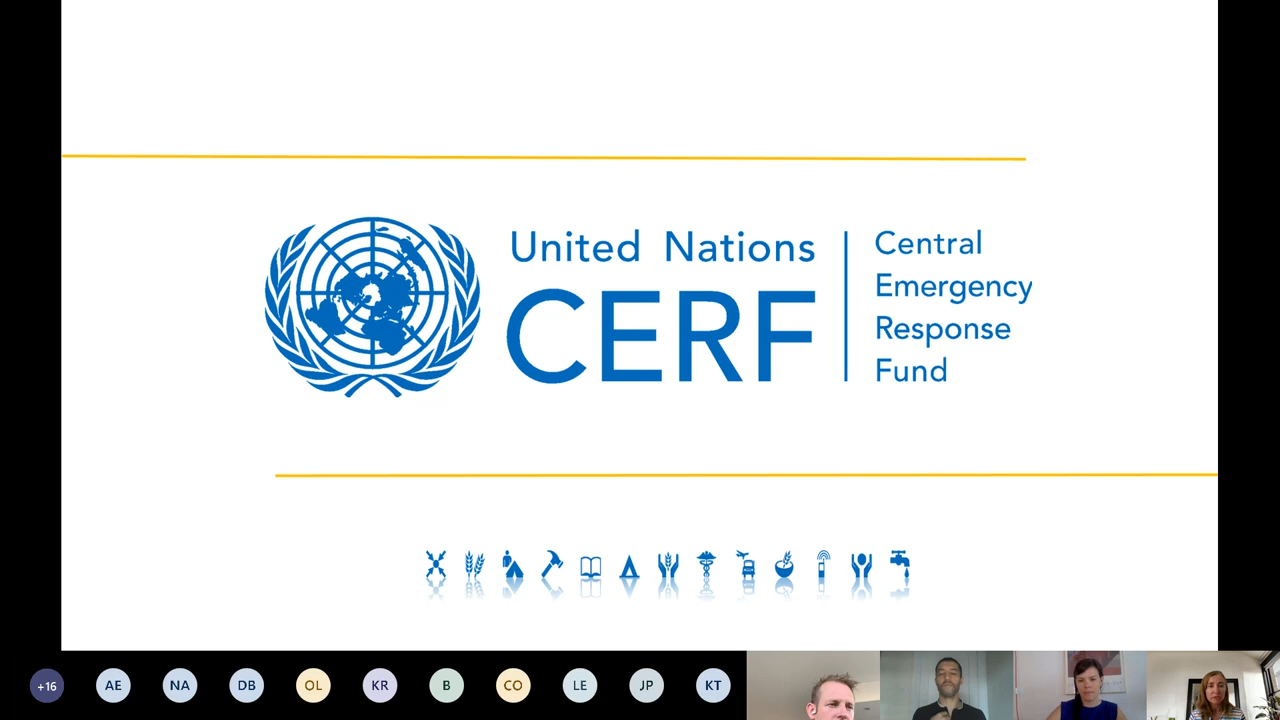 United Nations
CERF
Central
Emergency
Response
Fund
+16
AE
NA
DB
OL
KR
B
CO
LE
JP
KT